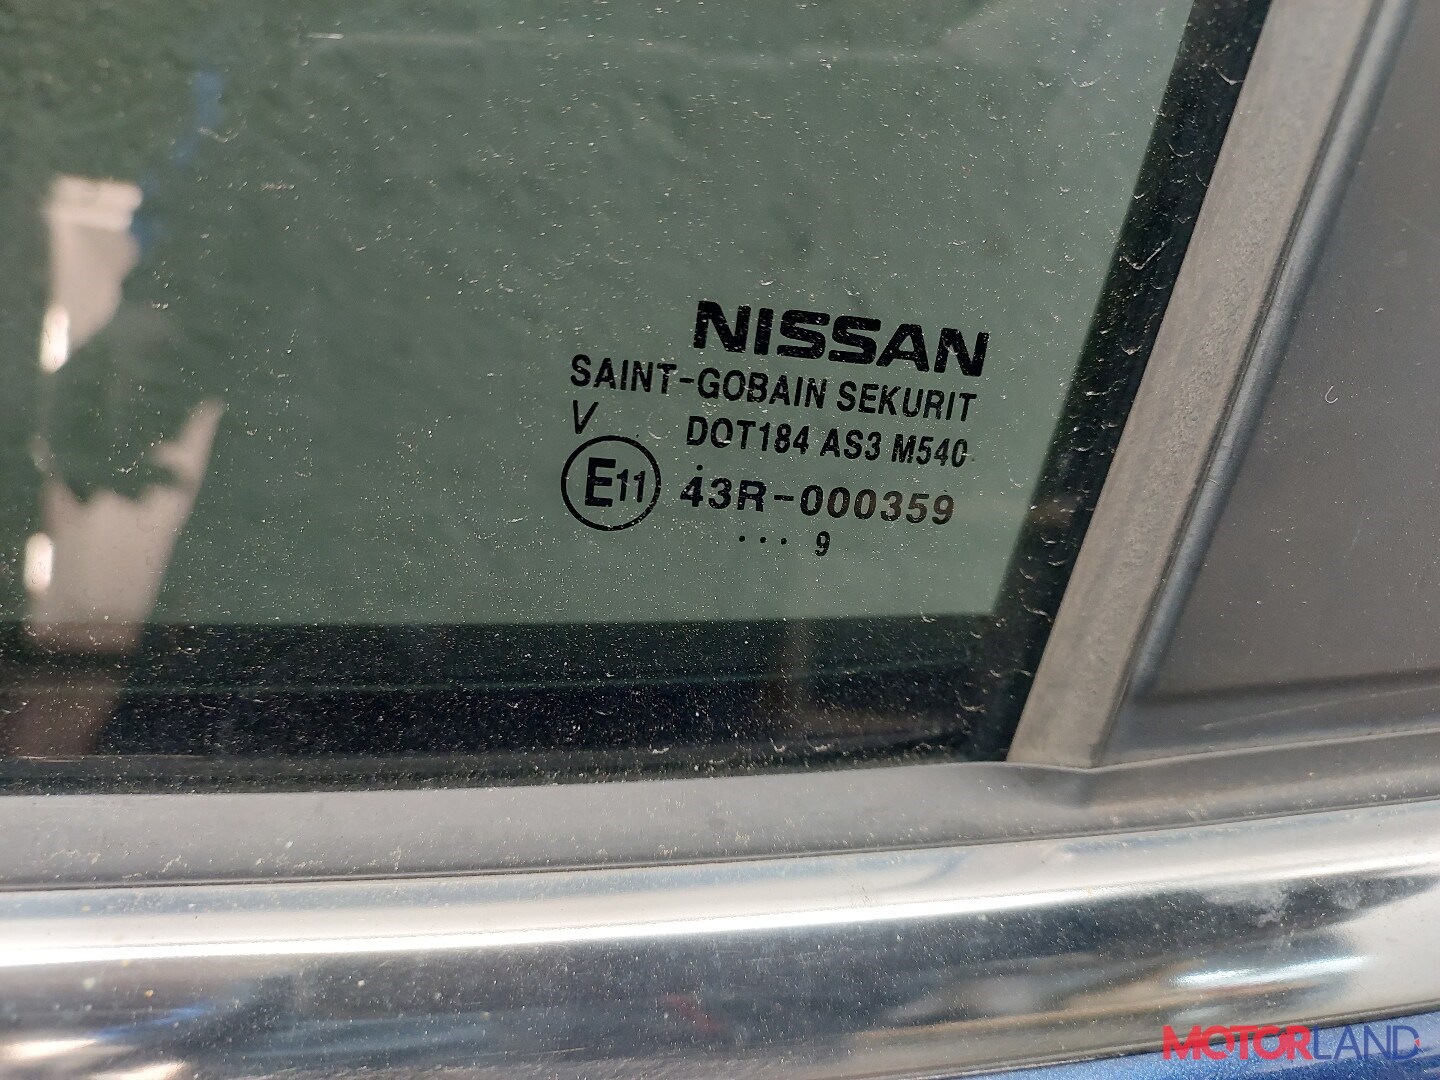 NISSAN
SAINT-GOBAIN SEKURIT
V DOT184 AS3 M540
E11 43R-000359
... 9
MOTORLAND